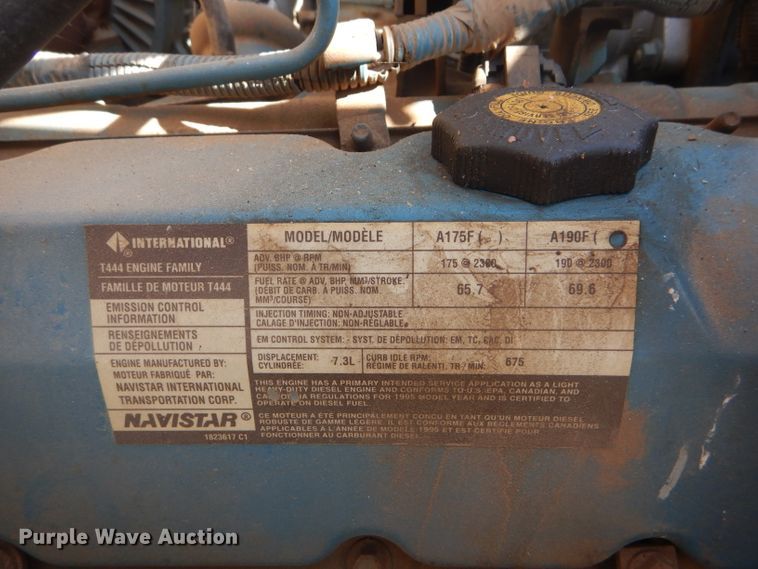 INTERNATIONAL®
T444 ENGINE FAMILY
FAMILLE DE MOTEUR T444
EMISSION CONTROL
INFORMATION
RENSEIGNEMENTS
DE DÉPOLLUTION
ENGINE MANUFACTURED BY:
MOTEUR FABRIQUÉ PAR:
NAVISTAR INTERNATIONAL
TRANSPORTATION CORP.
NAVISTAR®
1823617 C1
MODEL/MODÈLE A175F ( ) A190F (
ADV. BHP @ RPM
(PUISS. NOM. À TR/MIN) 175 @ 2300 190 @ 2300
FUEL RATE @ ADV. BHP, MM³/STROKE.
(DÉBIT DE CARB. À PUISS. NOM.
MM³/COURSE) 65.7 69.6
INJECTION TIMING: NON-ADJUSTABLE
CALAGE D'INJECTION: NON-RÉGLABLE
EM CONTROL SYSTEM: - SYST. DE DÉPOLLUTION: EM, TC, CAC, DI
DISPLACEMENT:
CYLINDRÉE: 7.3L
CURB IDLE RPM:
RÉGIME DE RALENTI, TR / MIN: 675
THIS ENGINE HAS A PRIMARY INTENDED SERVICE APPLICATION AS A LIGHT
HEAVY-DUTY DIESEL ENGINE AND CONFORMS TO U.S. EPA, CANADIAN, AND
REGULATIONS FOR 1995 MODEL YEAR AND IS CERTIFIED TO
OPERATE ON DIESEL FUEL.
CE MOTEUR A ÉTÉ PRINCIPALEMENT CONÇU EN TANT QU'UN MOTEUR DIESEL
ROBUSTE DE GAMME LÉGÈRE. IL EST CONFORME AUX RÈGLEMENTS CANADIENS
APPLICABLES À L'ANNÉE DE MODÈLE 1995 ET EST CERTIFIÉ POUR
FONCTIONNER AU CARBURANT DIESEL.
Purple Wave Auction®